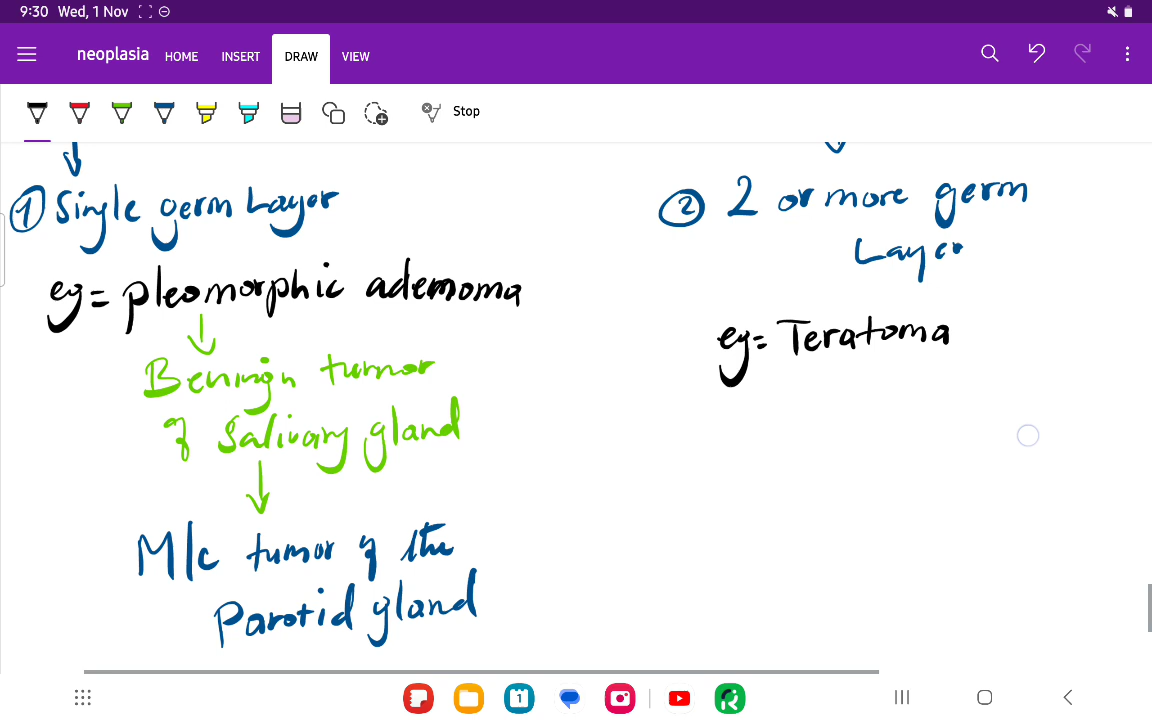 9:30 Wed, 1 Nov
neoplasia HOME INSERT DRAW VIEW
Stop
① Single germ Layer
eg = pleomorphic ademoma
Benign tumor
of Salivary gland
M/c tumor of the
Parotid gland
② 2 or more germ
Layer
eg = Teratoma
1